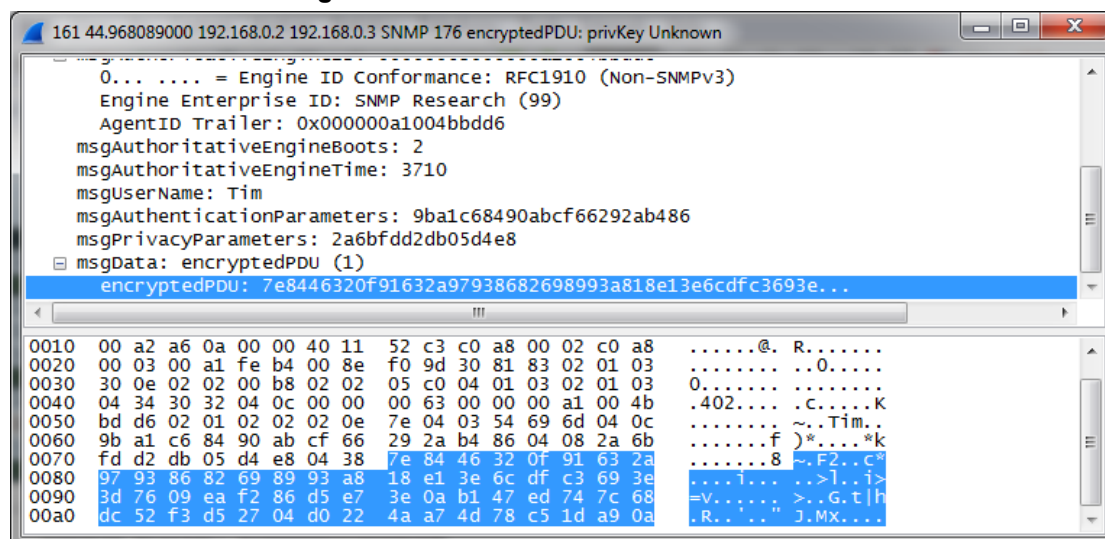 161 44.968089000 192.168.0.2 192.168.0.3 SNMP 176 encryptedPDU: privKey Unknown
0... .... = Engine ID Conformance: RFC1910 (Non-SNMPv3)
Engine Enterprise ID: SNMP Research (99)
AgentID Trailer: 0x000000a1004bbdd6
msgAuthoritativeEngineBoots: 2
msgAuthoritativeEngineTime: 3710
msgUserName: Tim
msgAuthenticationParameters: 9ba1c68490abcf66292ab486
msgPrivacyParameters: 2a6bfdd2db05d4e8
msgData: encryptedPDU (1)
encryptedPDU: 7e8446320f91632a97938682698993a818e13e6cdfc3693e...
0010 00 a2 a6 0a 00 00 40 11 52 c3 c0 a8 00 02 c0 a8 ......@. R.......
0020 00 03 00 a1 fe b4 00 8e f0 9d 30 81 83 02 01 03 ........ ..0.....
0030 30 0e 02 02 00 b8 02 02 05 c0 04 01 03 02 01 03 0....... ........
0040 04 34 30 32 04 0c 00 00 00 63 00 00 00 a1 00 4b .402.... .c.....K
0050 bd d6 02 01 02 02 02 0e 7e 04 03 54 69 6d 04 0c ........ ~..Tim..
0060 9b a1 c6 84 90 ab cf 66 29 2a b4 86 04 08 2a 6b .......f )*....*k
0070 fd d2 db 05 d4 e8 04 38 7e 84 46 32 0f 91 63 2a .......8 ~.F2..c*
0080 97 93 86 82 69 89 93 a8 18 e1 3e 6c df c3 69 3e ....i... ..>l..i>
0090 3d 76 09 ea f2 86 d5 e7 3e 0a b1 47 ed 74 7c 68 =v...... >..G.t|h
00a0 dc 52 f3 d5 27 04 d0 22 4a a7 4d 78 c5 1d a9 0a .R..'.." J.Mx....